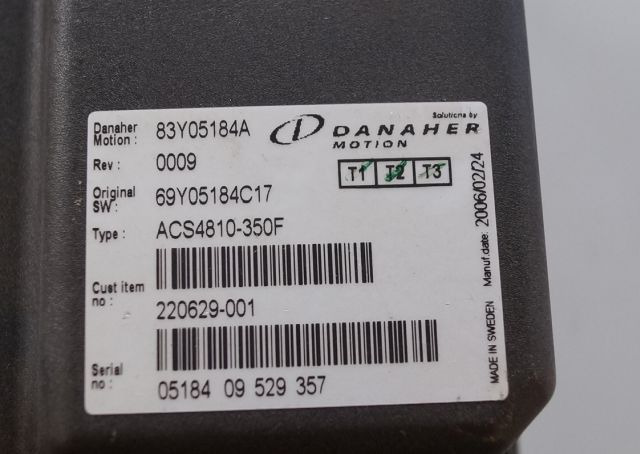 Solutions by
Danaher Motion : 83Y05184A DANAHER MOTION
Rev : 0009
T1 T2 T3
Original SW: 69Y05184C17
Type : ACS4810-350F
Cust item no : 220629-001
Serial no: 05184 09 529 357
MADE IN SWEDEN Manuf.date: 2006/02/24